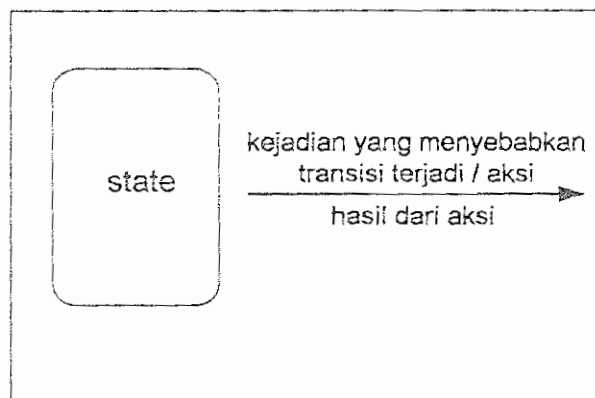 state
kejadian yang menyebabkan
transisi terjadi / aksi
hasil dari aksi